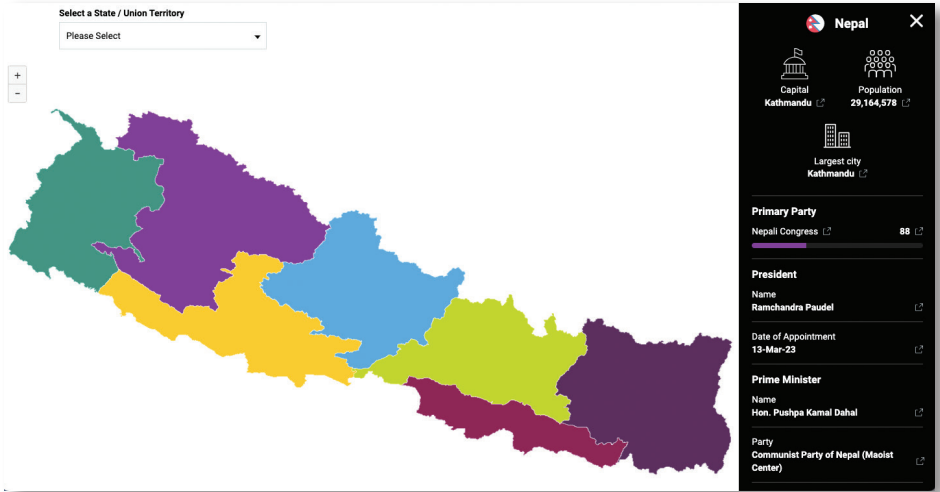 Select a State / Union Territory
Please Select
+
-
Nepal
Capital
Kathmandu
Population
29,164,578
Largest city
Kathmandu
Primary Party
Nepali Congress 88
President
Name
Ramchandra Paudel
Date of Appointment
13-Mar-23
Prime Minister
Name
Hon. Pushpa Kamal Dahal
Party
Communist Party of Nepal (Maoist
Center)